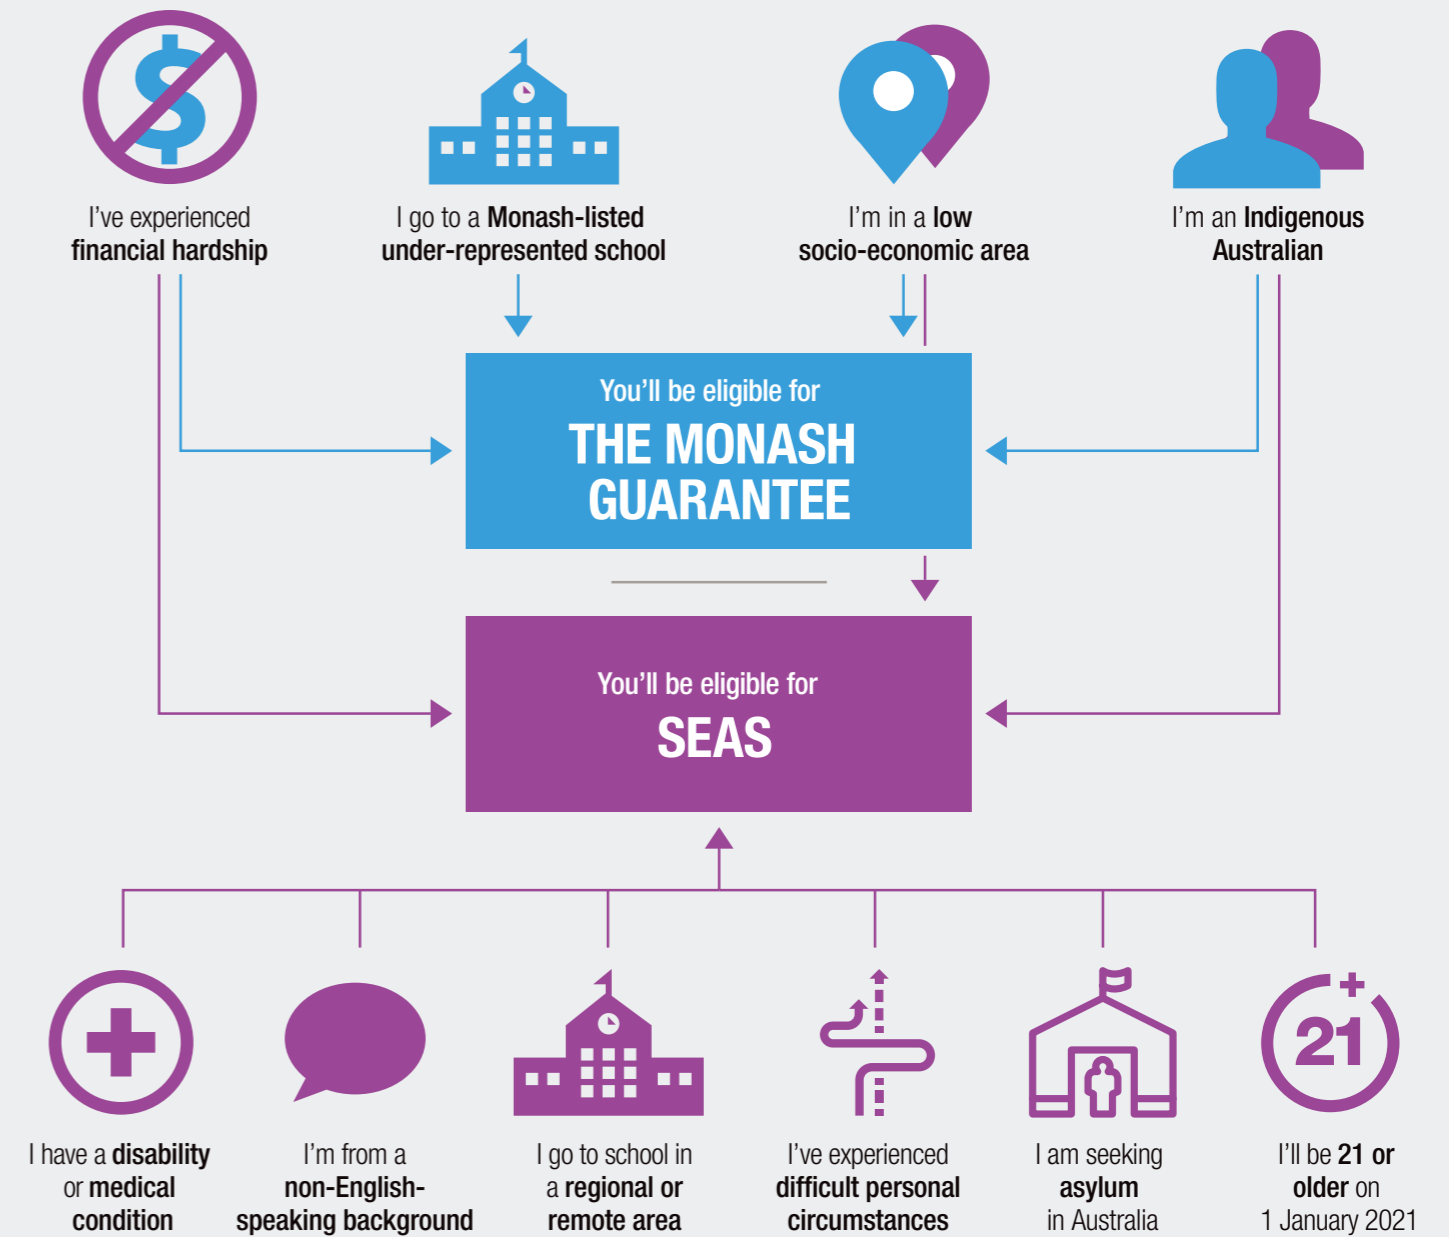 $
I've experienced
financial hardship
I go to a Monash-listed
under-represented school
I'm in a low
socio-economic area
I'm an Indigenous
Australian
You'll be eligible for
THE MONASH
GUARANTEE
You'll be eligible for
SEAS
21
+
I have a disability
or medical
condition
I'm from a
non-English-
speaking background
I go to school in
a regional or
remote area
I've experienced
difficult personal
circumstances
I am seeking
asylum
in Australia
I'll be 21 or
older on
1 January 2021